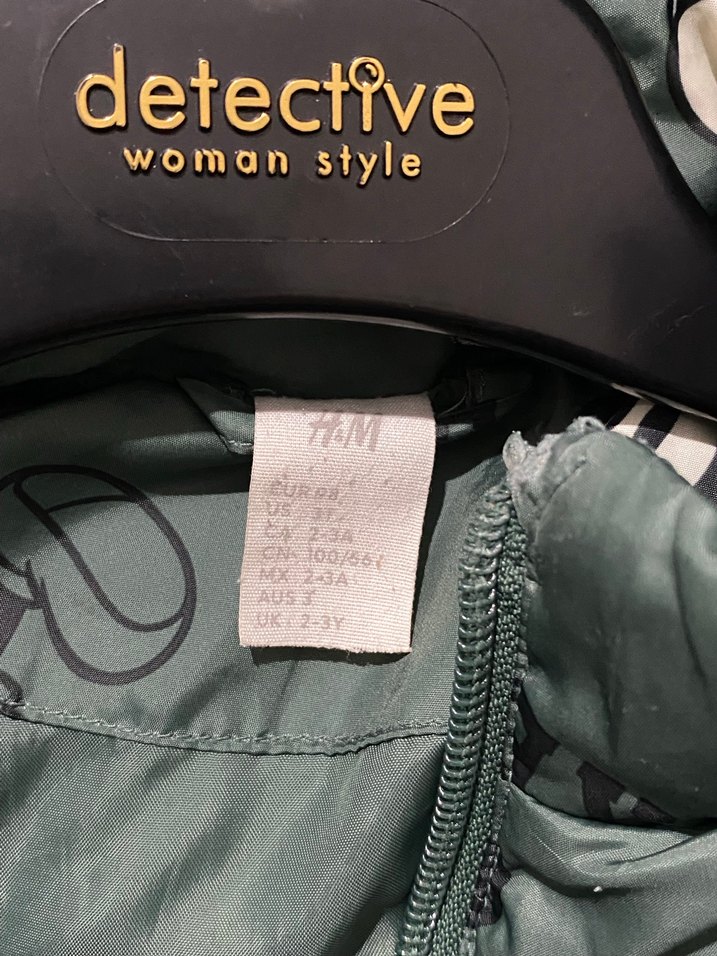 detective
woman style
H&M
EUR 98
US 3T
CA 2-3A
CN 100/56
MX 2-3A
AUS 3
UK 2-3Y